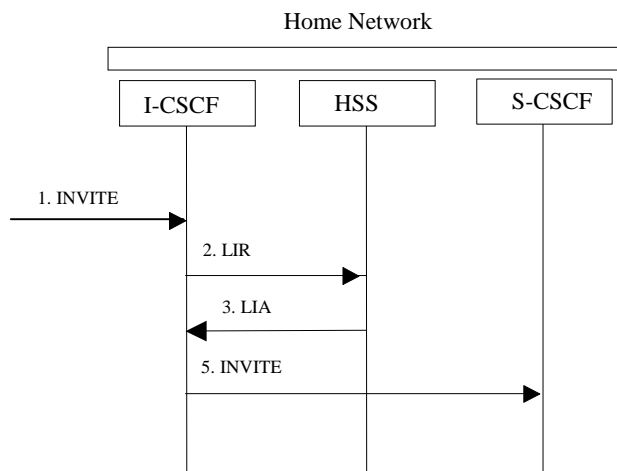 Home Network
I-CSCF
HSS
S-CSCF
1. INVITE
2. LIR
3. LIA
5. INVITE